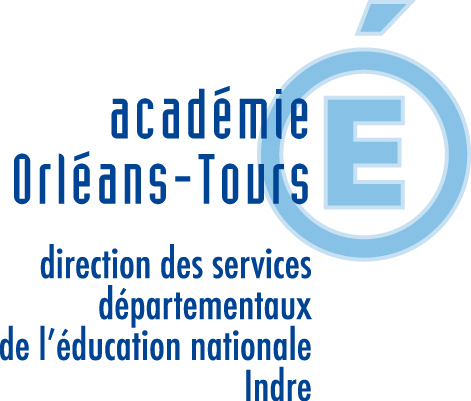 académie
Orléans-Tours
É
direction des services
départementaux
de l'éducation nationale
Indre